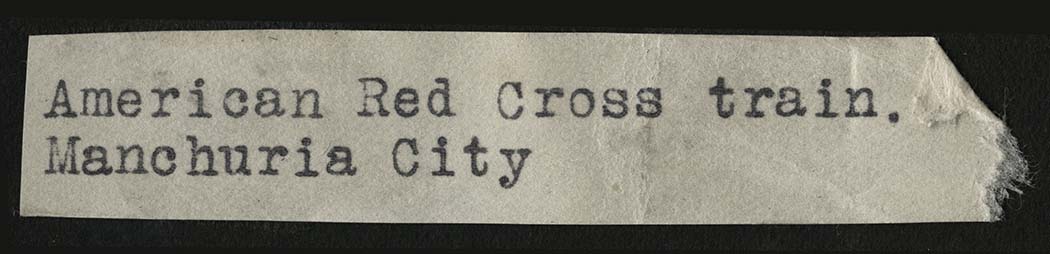 American Red Cross train.
Manchuria City